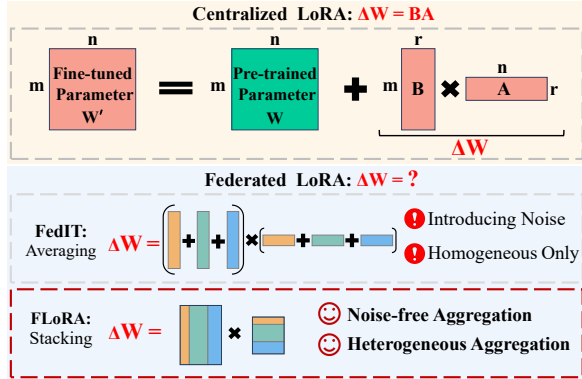 Centralized LoRA: ΔW = BA
n
m
Fine-tuned
Parameter
W′
=
n
m
Pre-trained
Parameter
W
+
r
m
B
×
n
A
r
ΔW
Federated LoRA: ΔW = ?
FedIT:
Averaging
ΔW = ( + + ) × ( + + )
! Introducing Noise
! Homogeneous Only
FLoRA:
Stacking
ΔW = ×
Noise-free Aggregation
Heterogeneous Aggregation